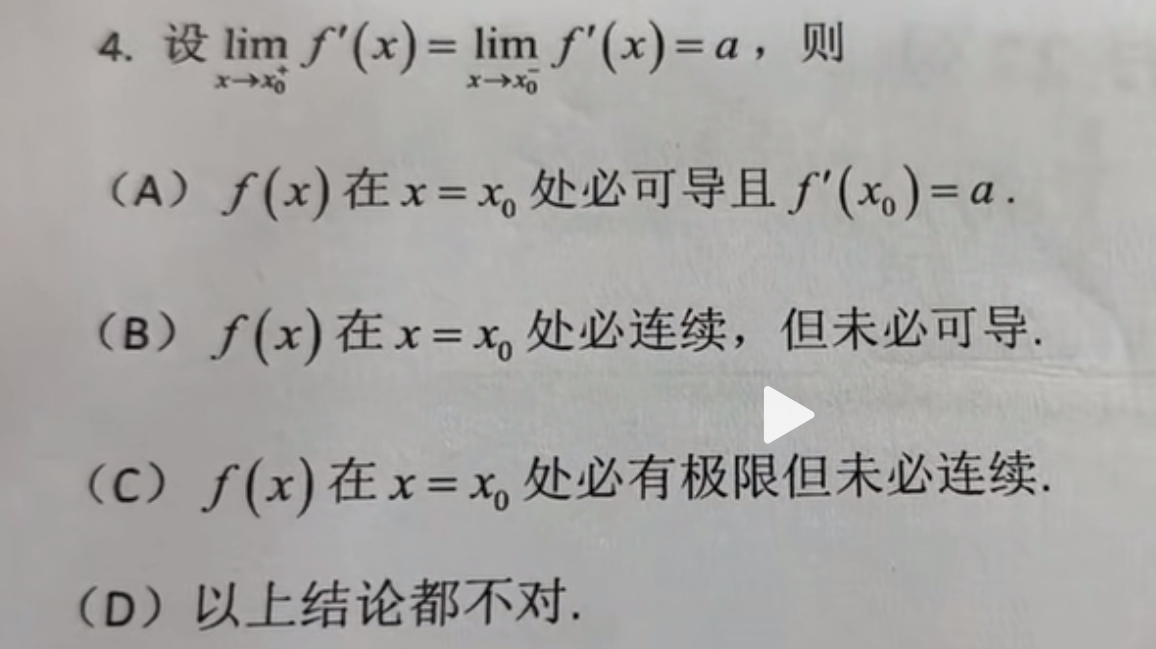 4. 设 $\lim_{x \to x_0^+} f'(x) = \lim_{x \to x_0^-} f'(x) = a$，则
（A）$f(x)$ 在 $x = x_0$ 处必可导且 $f'(x_0) = a$.
（B）$f(x)$ 在 $x = x_0$ 处必连续，但未必可导.
（C）$f(x)$ 在 $x = x_0$ 处必有极限但未必连续.
（D）以上结论都不对.